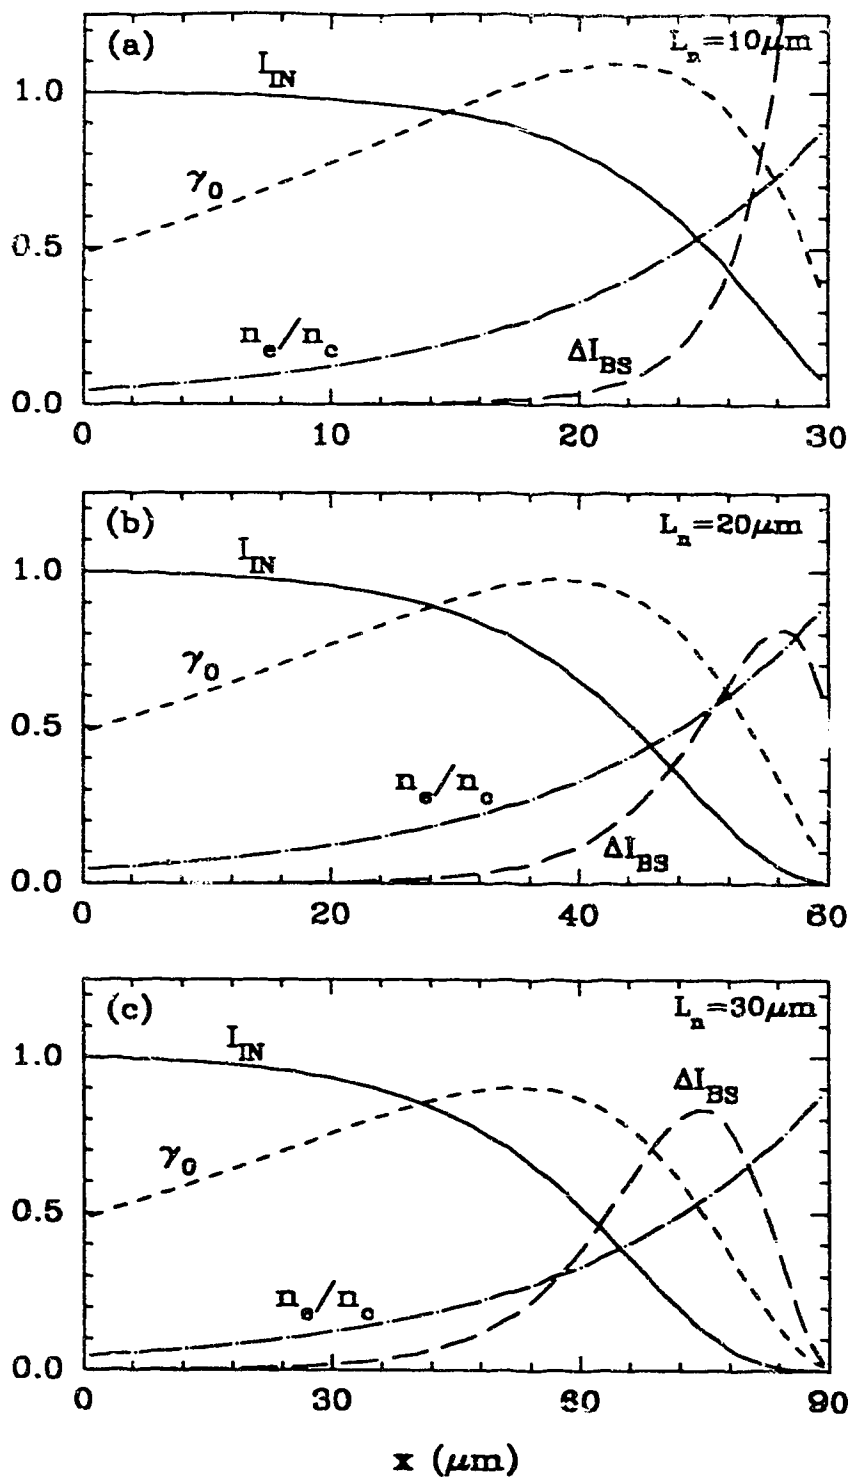 (a)
L_n=10μm
I_IN
1.0
γ_0
0.5
n_e/n_c
ΔI_BS
0.0
0 10 20 30
(b)
L_n=20μm
I_IN
1.0
γ_0
0.5
n_e/n_c
ΔI_BS
0.0
0 20 40 60
(c)
L_n=30μm
I_IN
1.0
ΔI_BS
γ_0
0.5
n_e/n_c
0.0
0 30 60 90
x (μm)